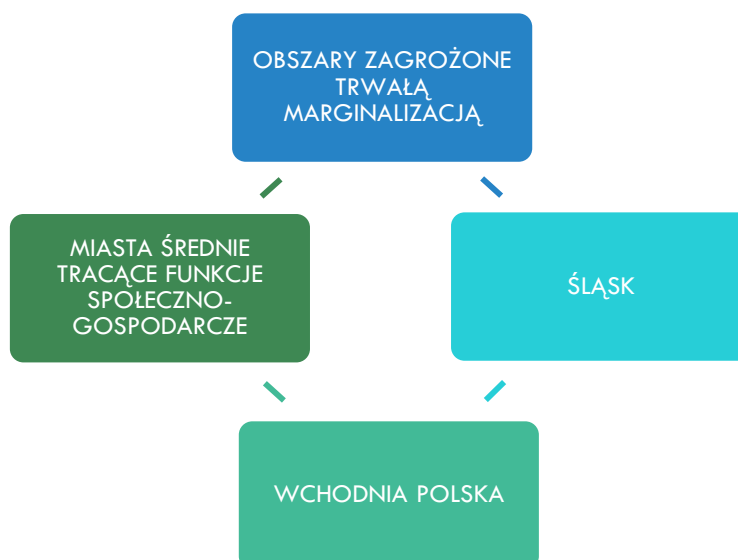 OBSZARY ZAGROŻONE
TRWAŁĄ
MARGINALIZACJĄ
MIASTA ŚREDNIE
TRACĄCE FUNKCJE
SPOŁECZNO-
GOSPODARCZE
ŚLĄSK
WCHODNIA POLSKA